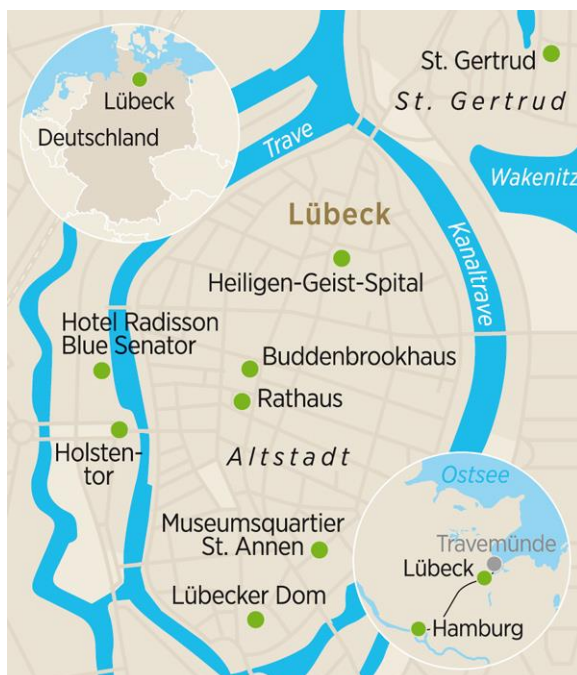 St. Gertrud
St. Gertrud
Lübeck
Deutschland
Trave
Wakenitz
Lübeck
Kanaltrave
Heiligen-Geist-Spital
Hotel Radisson
Blue Senator
Buddenbrookhaus
Rathaus
Holsten-
tor
Altstadt
Ostsee
Museumsquartier
St. Annen
Travemünde
Lübeck
Lübecker Dom
Hamburg